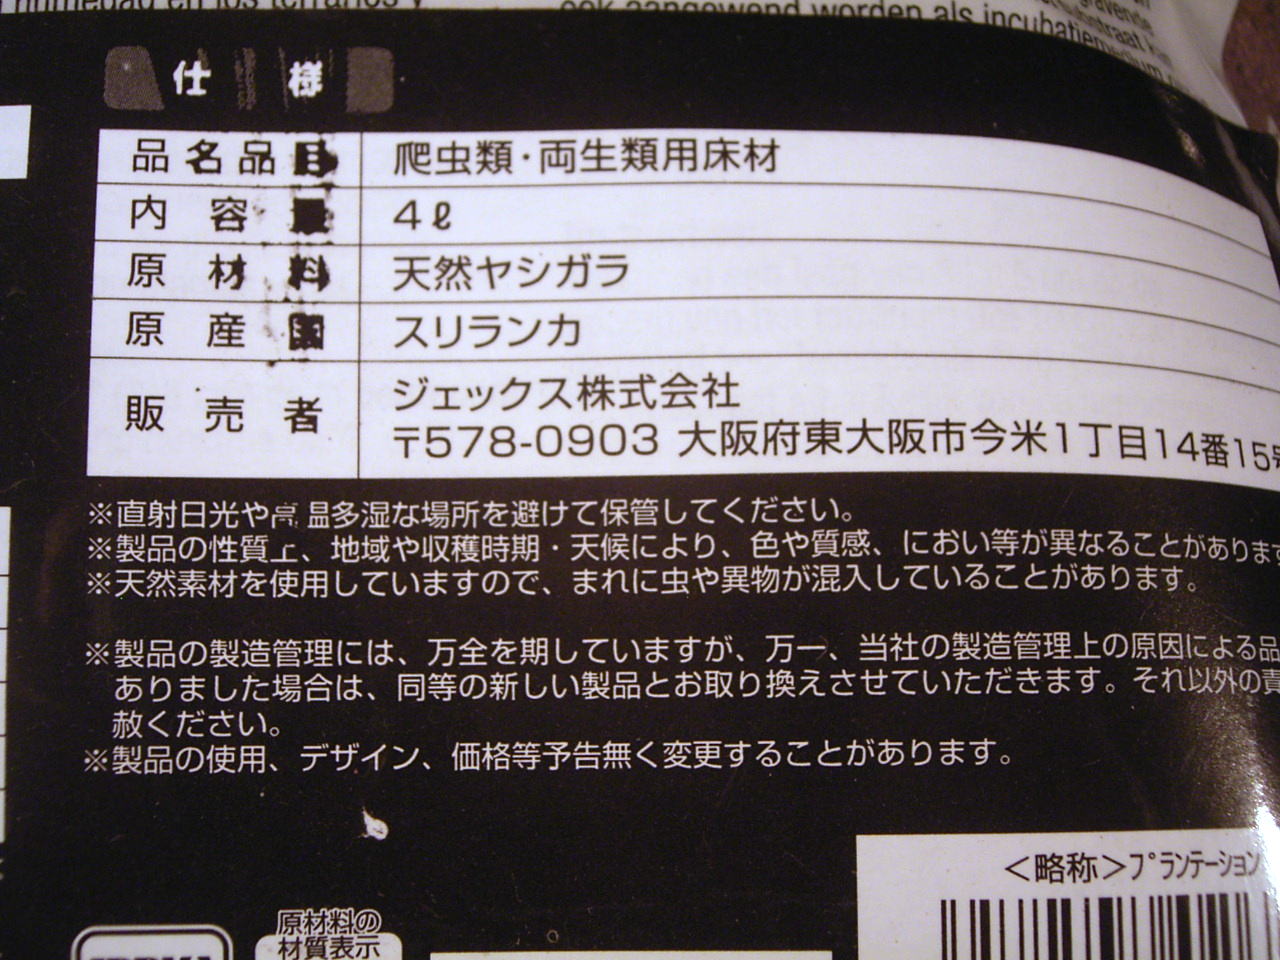 humedad en los terrarios y
ook aangewend worden als incubatiemedium
仕様
品名品目 爬虫類・両生類用床材
内容量 4ℓ
原材料 天然ヤシガラ
原産国 スリランカ
販売者 ジェックス株式会社
〒578-0903 大阪府東大阪市今米1丁目14番15号
※直射日光や高温多湿な場所を避けて保管してください。
※製品の性質上、地域や収穫時期・天候により、色や質感、におい等が異なることがあります
※天然素材を使用していますので、まれに虫や異物が混入していることがあります。
※製品の製造管理には、万全を期していますが、万一、当社の製造管理上の原因による品
ありました場合は、同等の新しい製品とお取り換えさせていただきます。それ以外の責
赦ください。
※製品の使用、デザイン、価格等予告無く変更することがあります。
＜略称＞プランテーション
原材料の
材質表示